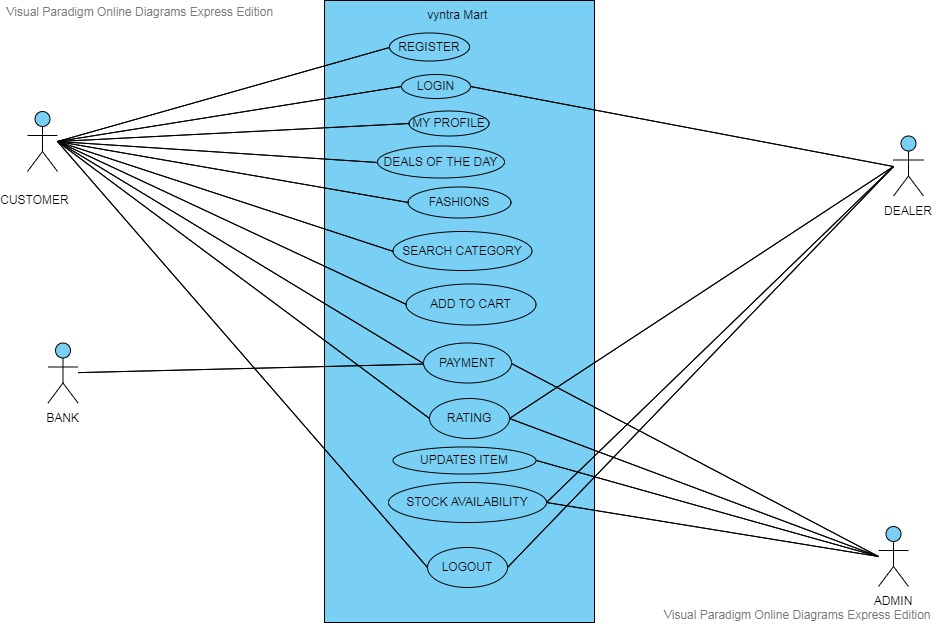 Visual Paradigm Online Diagrams Express Edition
vyntra Mart
REGISTER
LOGIN
MY PROFILE
DEALS OF THE DAY
CUSTOMER
FASHIONS
DEALER
SEARCH CATEGORY
ADD TO CART
PAYMENT
BANK
RATING
UPDATES ITEM
STOCK AVAILABILITY
LOGOUT
ADMIN
Visual Paradigm Online Diagrams Express Edition